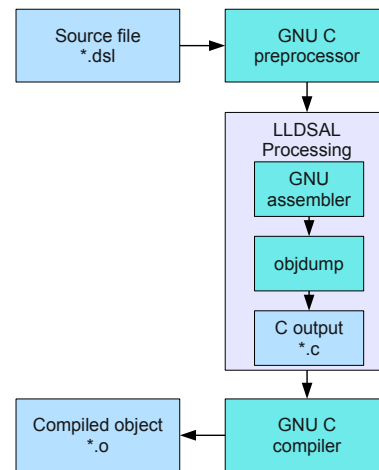 Source file
*.dsl
GNU C
preprocessor
LLDSAL
Processing
GNU
assembler
objdump
C output
*.c
Compiled object
*.o
GNU C
compiler